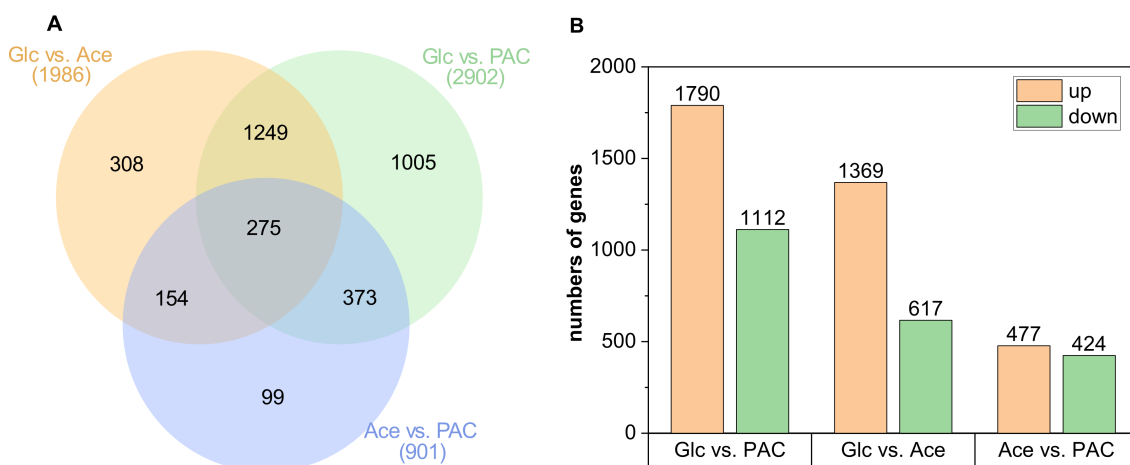 A
Glc vs. Ace
(1986)
Glc vs. PAC
(2902)
308
1249
1005
275
154
373
99
Ace vs. PAC
(901)
B
numbers of genes
2000
1500
1000
500
0
up
down
1790
1112
1369
617
477
424
Glc vs. PAC
Glc vs. Ace
Ace vs. PAC